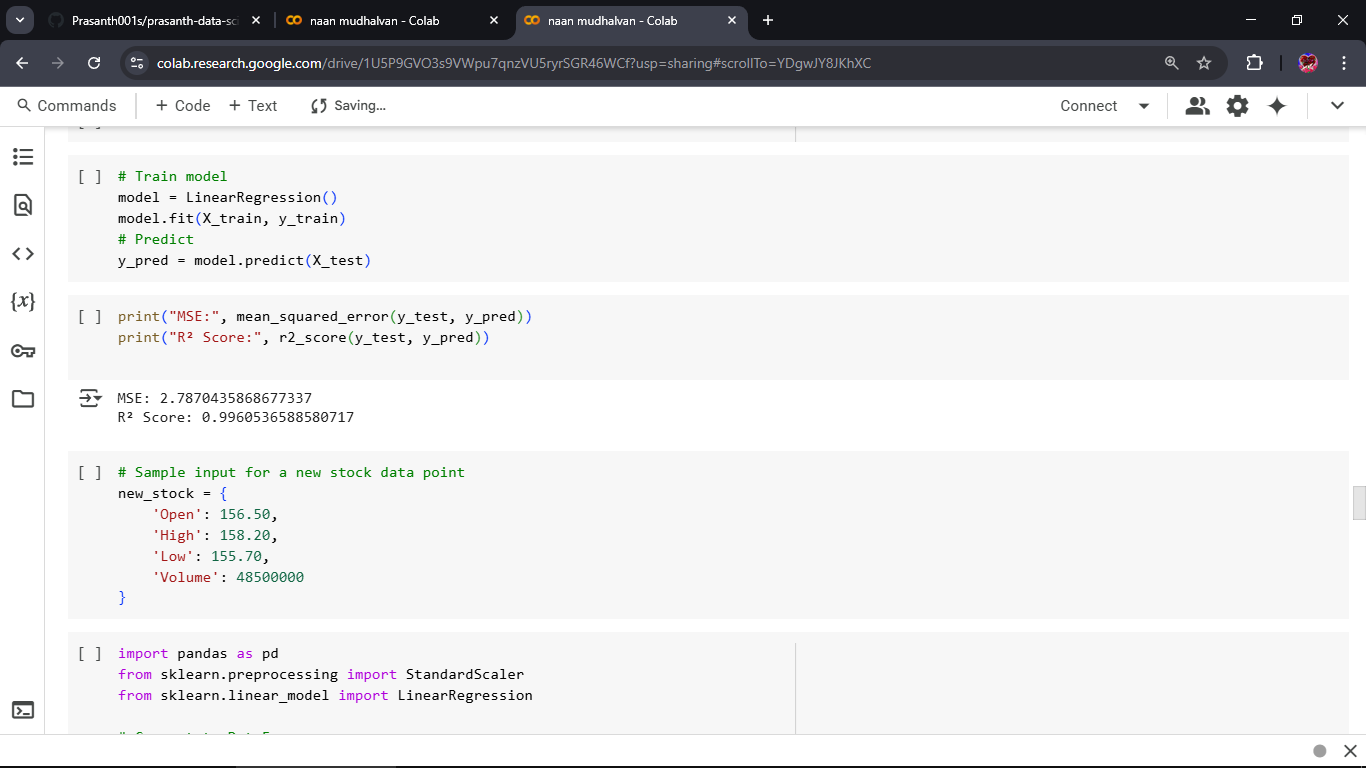 Prasanth001s/prasanth-data-sci
naan mudhalvan - Colab
naan mudhalvan - Colab
colab.research.google.com/drive/1U5P9GVO3s9VWpu7qnzVU5ryrSGR46WCf?usp=sharing#scrollTo=YDgwJY8JKhXC
Commands + Code + Text Saving... Connect
[ ] # Train model
model = LinearRegression()
model.fit(X_train, y_train)
# Predict
y_pred = model.predict(X_test)
[ ] print("MSE:", mean_squared_error(y_test, y_pred))
print("R² Score:", r2_score(y_test, y_pred))
MSE: 2.7870435868677337
R² Score: 0.9960536588580717
[ ] # Sample input for a new stock data point
new_stock = {
'Open': 156.50,
'High': 158.20,
'Low': 155.70,
'Volume': 48500000
}
[ ] import pandas as pd
from sklearn.preprocessing import StandardScaler
from sklearn.linear_model import LinearRegression